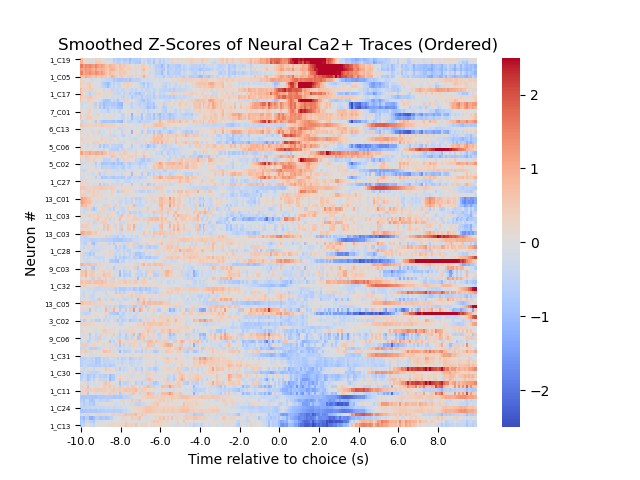 Smoothed Z-Scores of Neural Ca2+ Traces (Ordered)
Neuron #
1_C19
1_C05
1_C17
7_C01
6_C13
5_C06
5_C02
1_C27
13_C01
11_C03
13_C03
1_C28
9_C03
1_C32
13_C05
3_C02
9_C06
1_C31
1_C30
1_C11
1_C24
1_C13
-10.0 -8.0 -6.0 -4.0 -2.0 0.0 2.0 4.0 6.0 8.0
Time relative to choice (s)
2
1
0
−1
−2